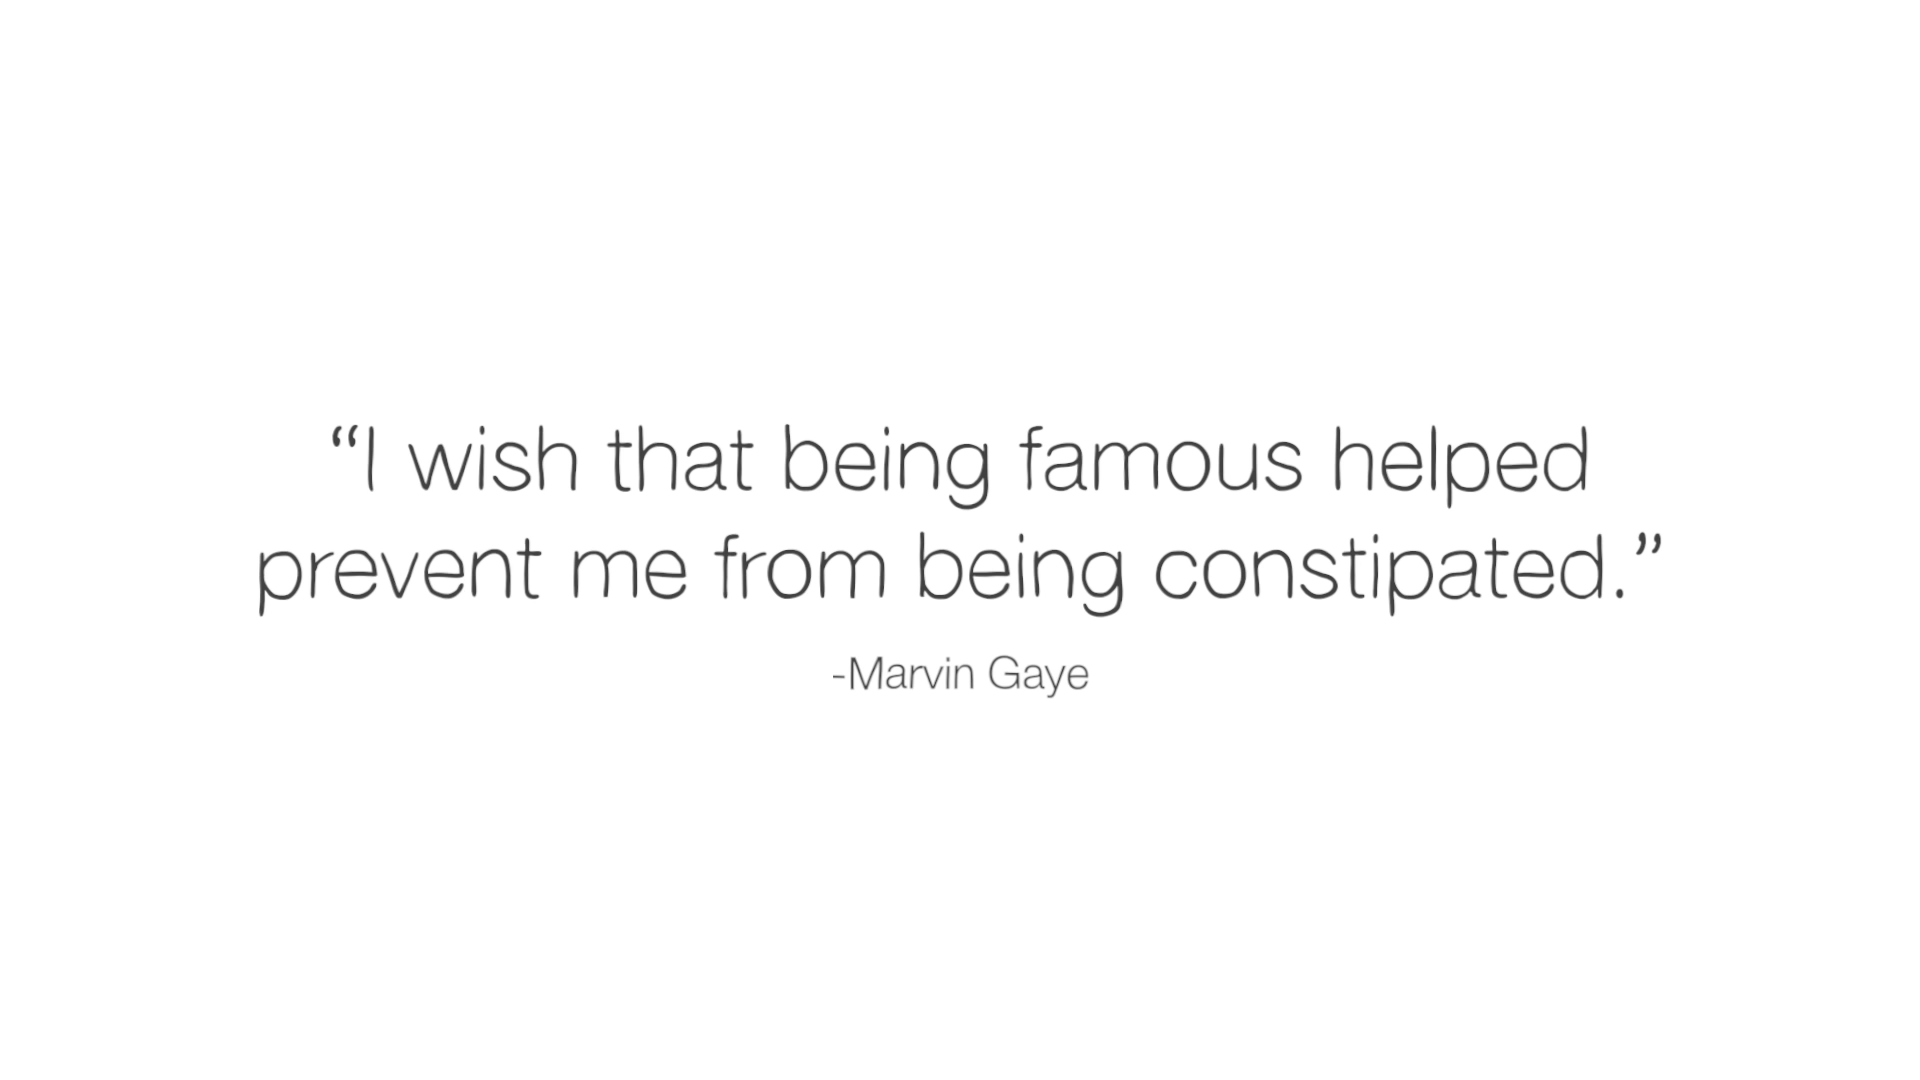 “I wish that being famous helped
prevent me from being constipated.”
-Marvin Gaye